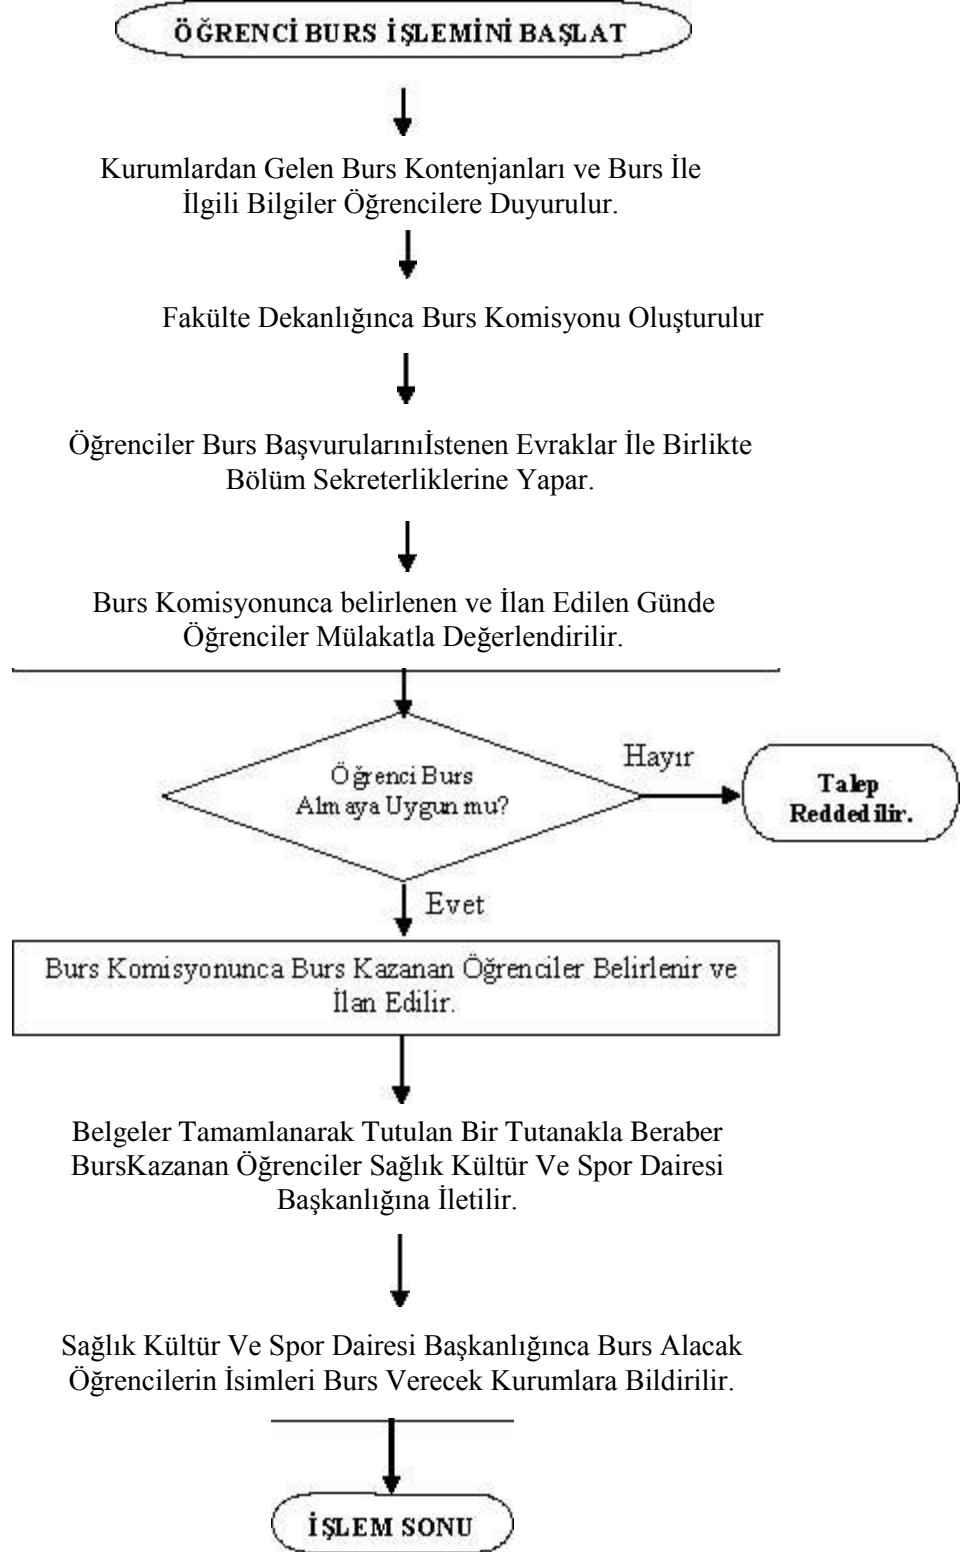 ÖĞRENCİ BURS İŞLEMİNİ BAŞLAT
Kurumlardan Gelen Burs Kontenjanları ve Burs İle
İlgili Bilgiler Öğrencilere Duyurulur.
Fakülte Dekanlığınca Burs Komisyonu Oluşturulur
Öğrenciler Burs Başvurularınıİstenen Evraklar İle Birlikte
Bölüm Sekreterliklerine Yapar.
Burs Komisyonunca belirlenen ve İlan Edilen Günde
Öğrenciler Mülakatla Değerlendirilir.
Öğrenci Burs
Almaya Uygun mu?
Hayır
Talep
Reddedilir.
Evet
Burs Komisyonunca Burs Kazanan Öğrenciler Belirlenir ve
İlan Edilir.
Belgeler Tamamlanarak Tutulan Bir Tutanakla Beraber
BursKazanan Öğrenciler Sağlık Kültür Ve Spor Dairesi
Başkanlığına İletilir.
Sağlık Kültür Ve Spor Dairesi Başkanlığınca Burs Alacak
Öğrencilerin İsimleri Burs Verecek Kurumlara Bildirilir.
İŞLEM SONU